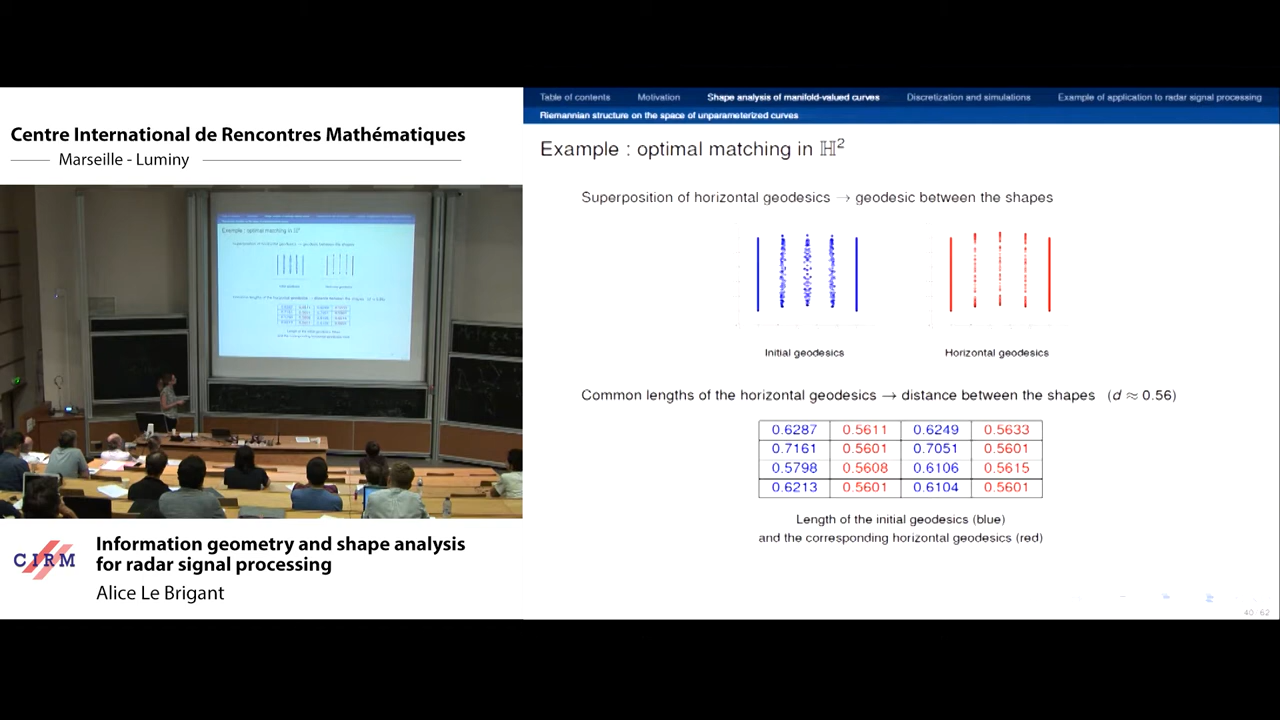 Centre International de Rencontres Mathématiques
Marseille - Luminy
CIRM
Information geometry and shape analysis
for radar signal processing
Alice Le Brigant
Table of contents Motivation Shape analysis of manifold-valued curves Discretization and simulations Example of application to radar signal processing
Riemannian structure on the space of unparameterized curves
Example : optimal matching in ℍ²
Superposition of horizontal geodesics → geodesic between the shapes
Initial geodesics Horizontal geodesics
Common lengths of the horizontal geodesics → distance between the shapes (d ≈ 0.56)
0.6287 0.5611 0.6249 0.5633
0.7161 0.5601 0.7051 0.5601
0.5798 0.5608 0.6106 0.5615
0.6213 0.5601 0.6104 0.5601
Length of the initial geodesics (blue)
and the corresponding horizontal geodesics (red)
40 / 62